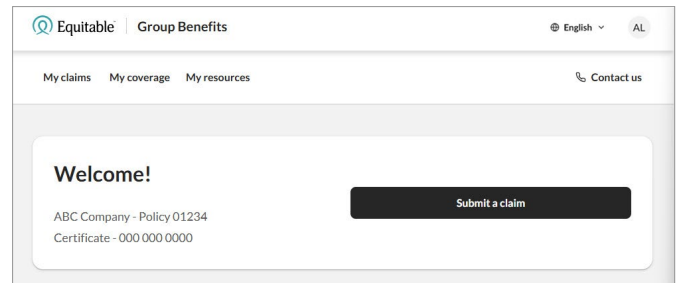 Equitable Group Benefits
English AL
My claims My coverage My resources
Contact us
Welcome!
Submit a claim
ABC Company - Policy 01234
Certificate - 000 000 0000